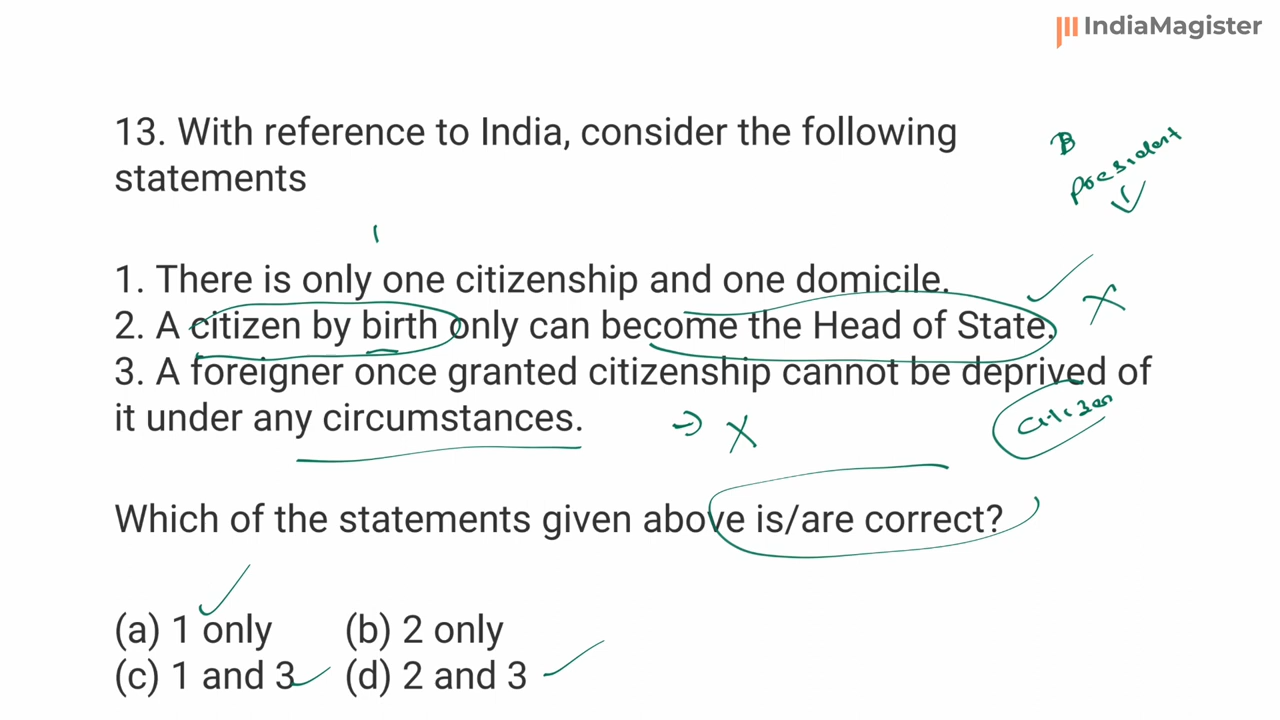 IndiaMagister
13. With reference to India, consider the following
statements
B
President
1. There is only one citizenship and one domicile.
2. A citizen by birth only can become the Head of State.
3. A foreigner once granted citizenship cannot be deprived of
it under any circumstances.
citizen
Which of the statements given above is/are correct?
(a) 1 only (b) 2 only
(c) 1 and 3 (d) 2 and 3